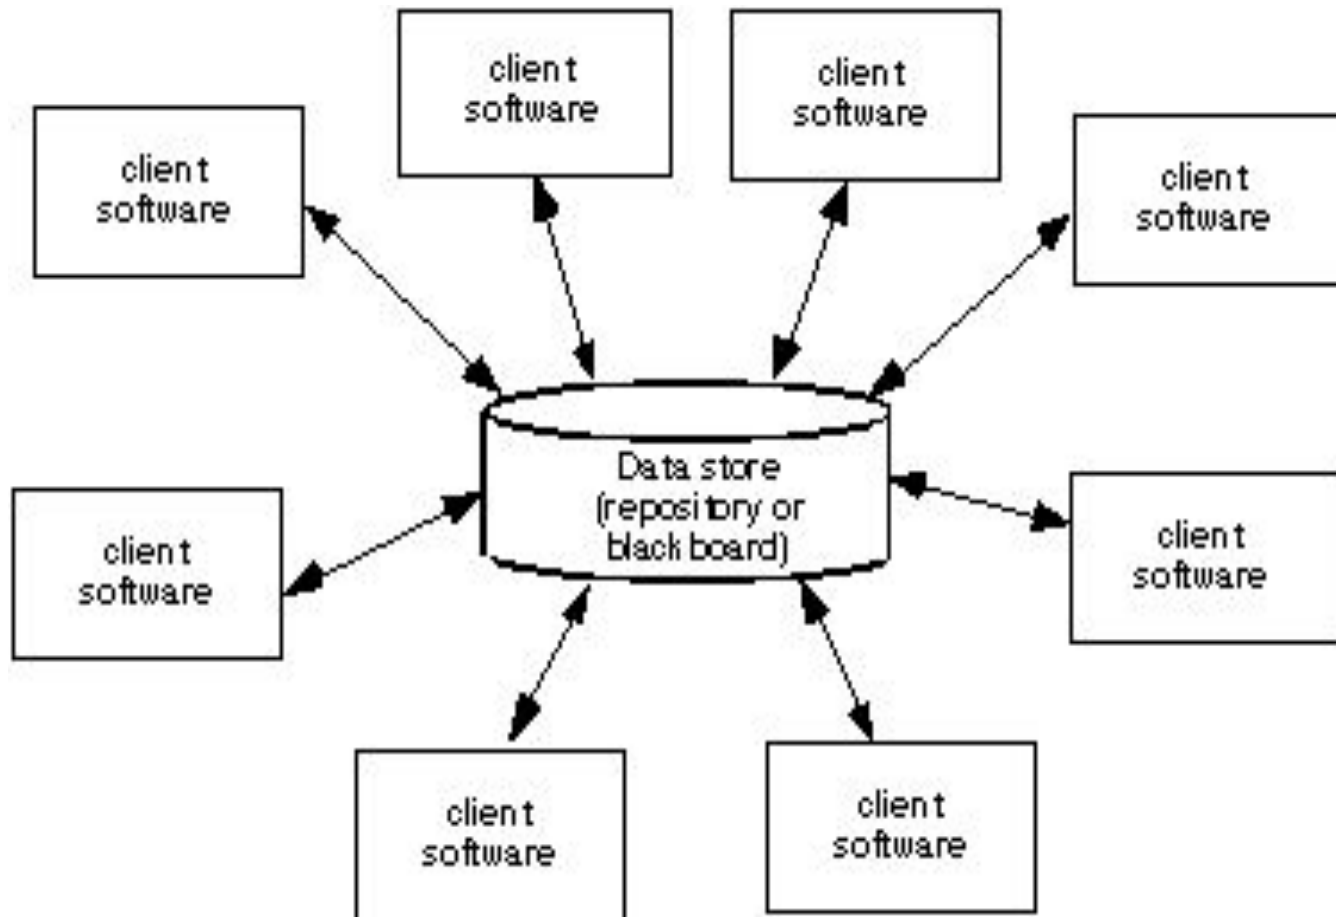 client
software
client
software
client
software
client
software
Data store
(repository or
blackboard)
client
software
client
software
client
software
client
software